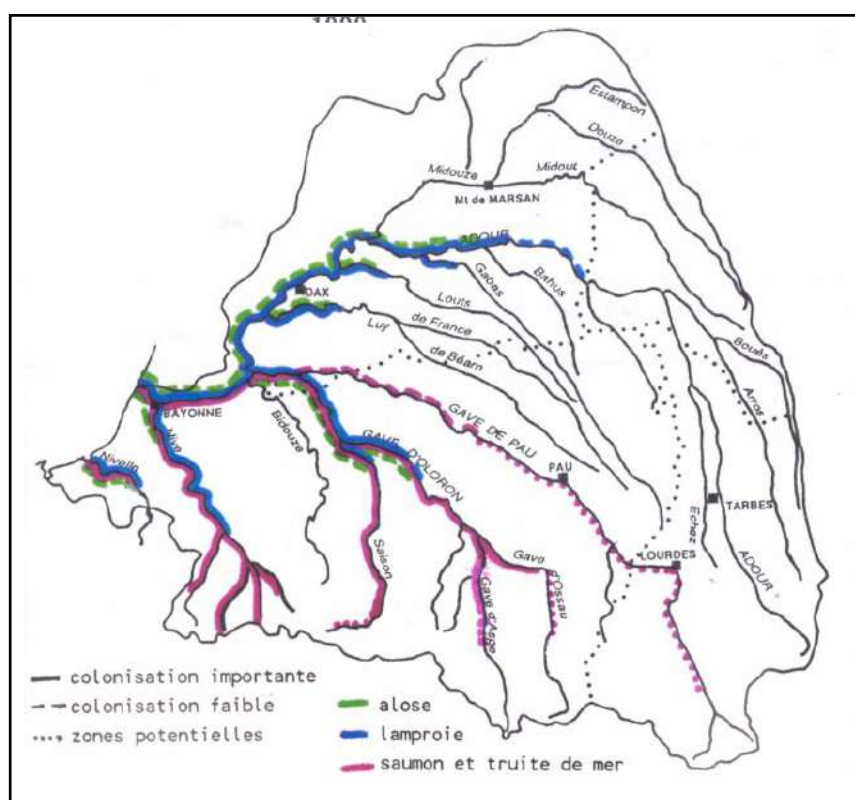 Estampon
Douze
Midouze
Midout
Mt de MARSAN
ADOUR
Gabas
Bahus
DAX
Louts
Luy
de France
de Béarn
Bouès
Arros
BAYONNE
Nive
Nivelle
Bidouze
GAVE DE PAU
GAVE D'OLORON
PAU
TARBES
Echez
ADOUR
LOURDES
Saison
Gave
d'Ossau
Gave d'Aspe
colonisation importante
colonisation faible
zones potentielles
alose
lamproie
saumon et truite de mer